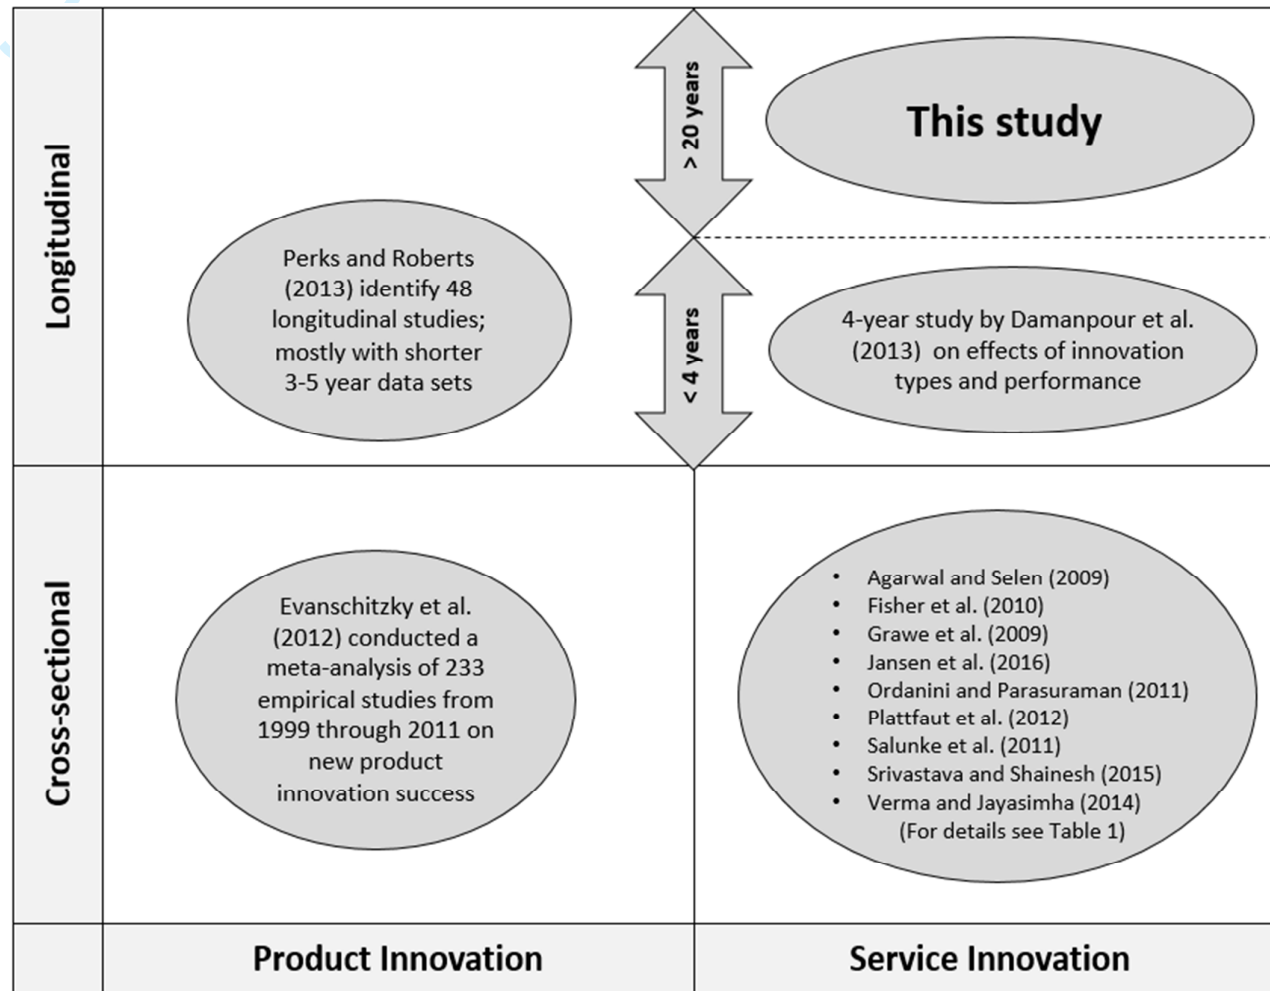 Longitudinal
> 20 years
This study
Perks and Roberts
(2013) identify 48
longitudinal studies;
mostly with shorter
3-5 year data sets
< 4 years
4-year study by Damanpour et al.
(2013) on effects of innovation
types and performance
Cross-sectional
Evanschitzky et al.
(2012) conducted a
meta-analysis of 233
empirical studies from
1999 through 2011 on
new product
innovation success
• Agarwal and Selen (2009)
• Fisher et al. (2010)
• Grawe et al. (2009)
• Jansen et al. (2016)
• Ordanini and Parasuraman (2011)
• Plattfaut et al. (2012)
• Salunke et al. (2011)
• Srivastava and Shainesh (2015)
• Verma and Jayasimha (2014)
(For details see Table 1)
Product Innovation
Service Innovation